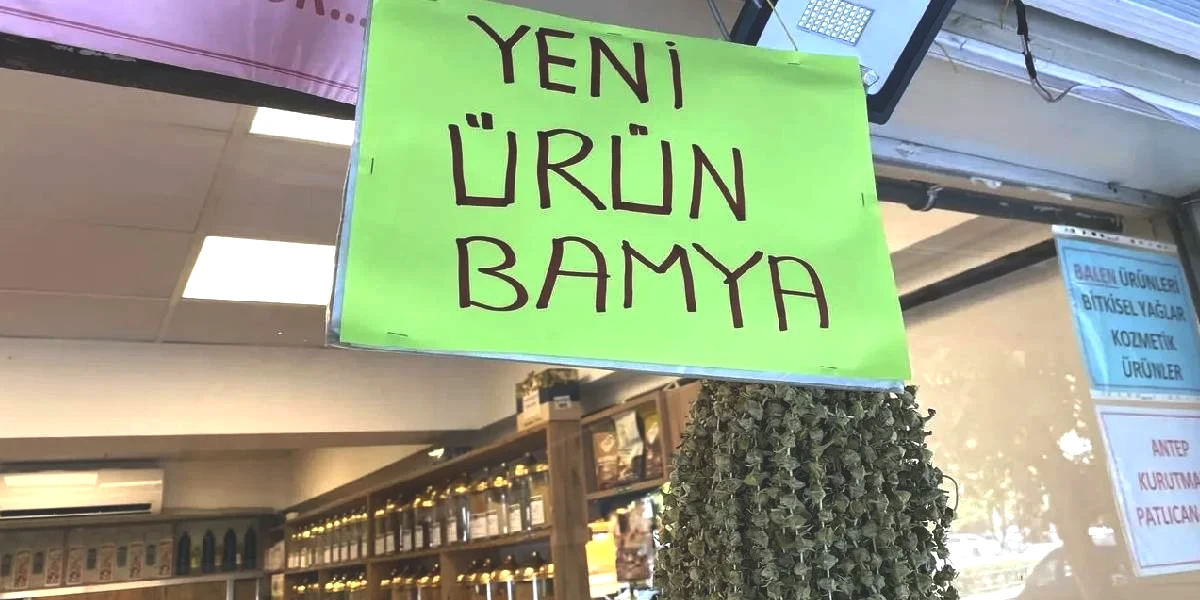 YENİ
ÜRÜN
BAMYA
BALEN ÜRÜNLERİ
BİTKİSEL YAĞLAR
KOZMETİK
ÜRÜNLER
ANTEP
KURUTMA
PATLICAN